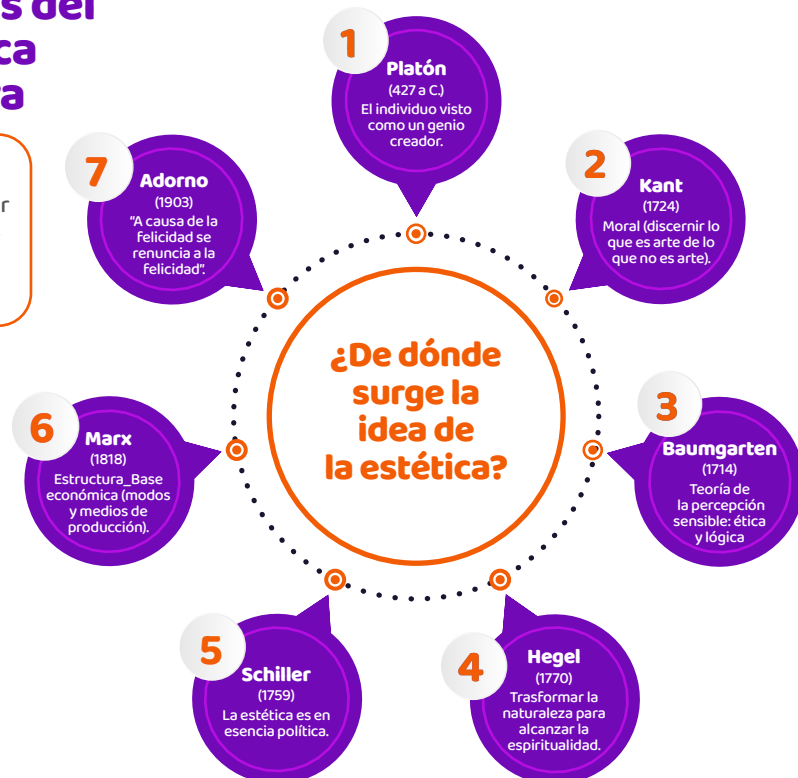 s del
ca
a
r
1
Platón
(427 a C.)
El individuo visto
como un genio
creador.
2
Kant
(1724)
Moral (discernir lo
que es arte de lo
que no es arte).
3
Baumgarten
(1714)
Teoría de
la percepción
sensible: ética
y lógica
4
Hegel
(1770)
Trasformar la
naturaleza para
alcanzar la
espiritualidad.
5
Schiller
(1759)
La estética es en
esencia política.
6
Marx
(1818)
Estructura_Base
económica (modos
y medios de
producción).
7
Adorno
(1903)
"A causa de la
felicidad se
renuncia a la
felicidad".
¿De dónde
surge la
idea de
la estética?